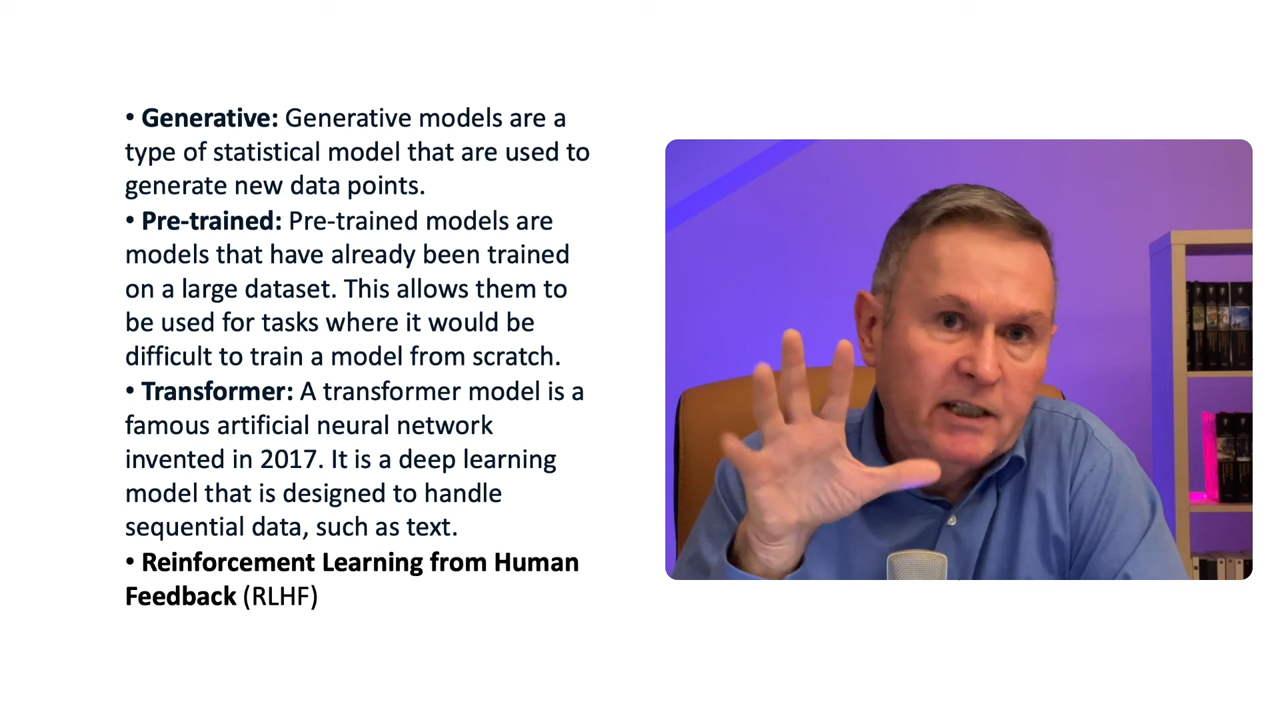 • Generative: Generative models are a
type of statistical model that are used to
generate new data points.
• Pre-trained: Pre-trained models are
models that have already been trained
on a large dataset. This allows them to
be used for tasks where it would be
difficult to train a model from scratch.
• Transformer: A transformer model is a
famous artificial neural network
invented in 2017. It is a deep learning
model that is designed to handle
sequential data, such as text.
• Reinforcement Learning from Human
Feedback (RLHF)